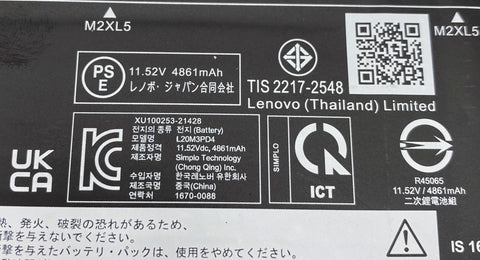 M2XL5
M2XL5
PS
E
11.52V 4861mAh
レノボ・ジャパン合同会社
TIS 2217-2548
Lenovo (Thailand) Limited
UK
CA
XU100253-21428
전지의 종류 전지 (Battery)
모델명 L20M3PD4
제품정격 11.52Vdc, 4861mAh
제조자명 Simplo Technology
(Chong Qing) Inc.
수입자명 한국레노버 유한회사
제조국 중국(China)
A/S번호 1670-0088
SIMPLO
ICT
R45065
11.52V / 4861mAh
二次鋰電池組
熱、発火、破裂の恐れがあるため、
衝撃を与えないでください。
衝撃を与えたバッテリ・パックは、使用をやめてください。
IS 16